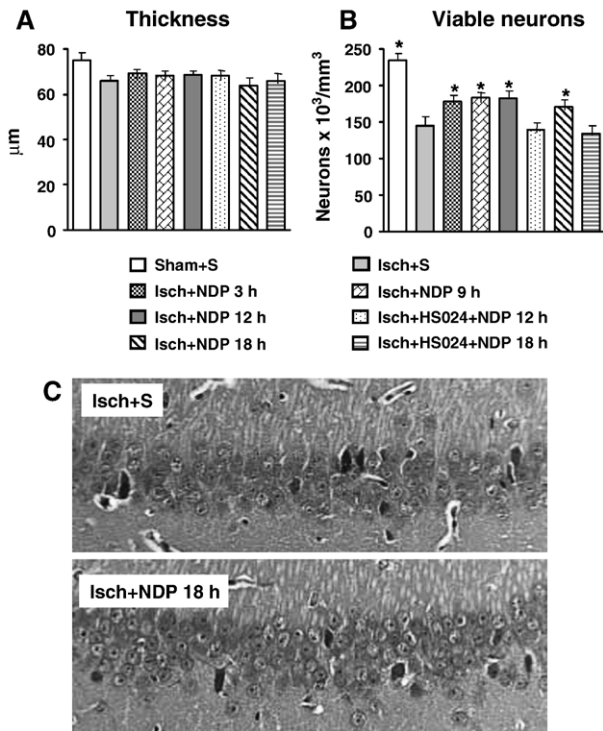 A Thickness
80
60
40
20
0
μm
B Viable neurons
250
200
150
100
50
0
Neurons x 10³/mm³
*
*
*
*
*
Sham+S
Isch+S
Isch+NDP 3 h
Isch+NDP 9 h
Isch+NDP 12 h
Isch+HS024+NDP 12 h
Isch+NDP 18 h
Isch+HS024+NDP 18 h
C
Isch+S
Isch+NDP 18 h